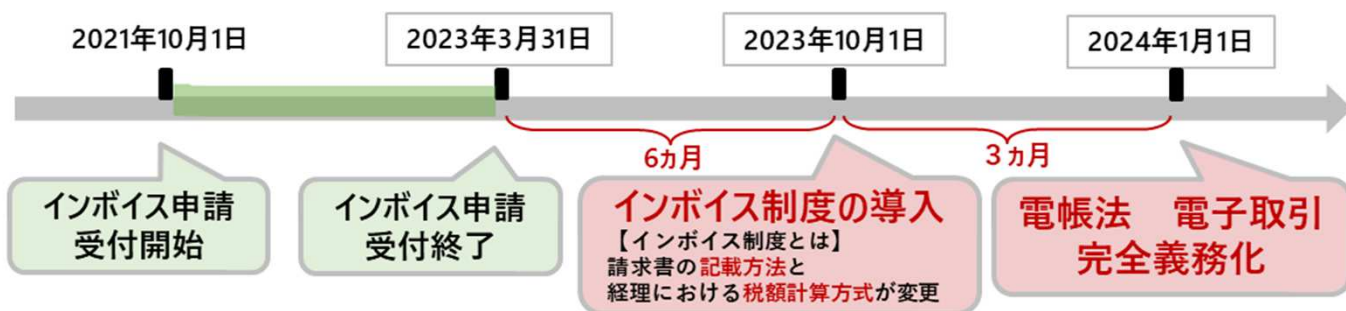 2021年10月1日
2023年3月31日
2023年10月1日
2024年1月1日
6カ月
3カ月
インボイス申請
受付開始
インボイス申請
受付終了
インボイス制度の導入
【インボイス制度とは】
請求書の記載方法と
経理における税額計算方式が変更
電帳法 電子取引
完全義務化